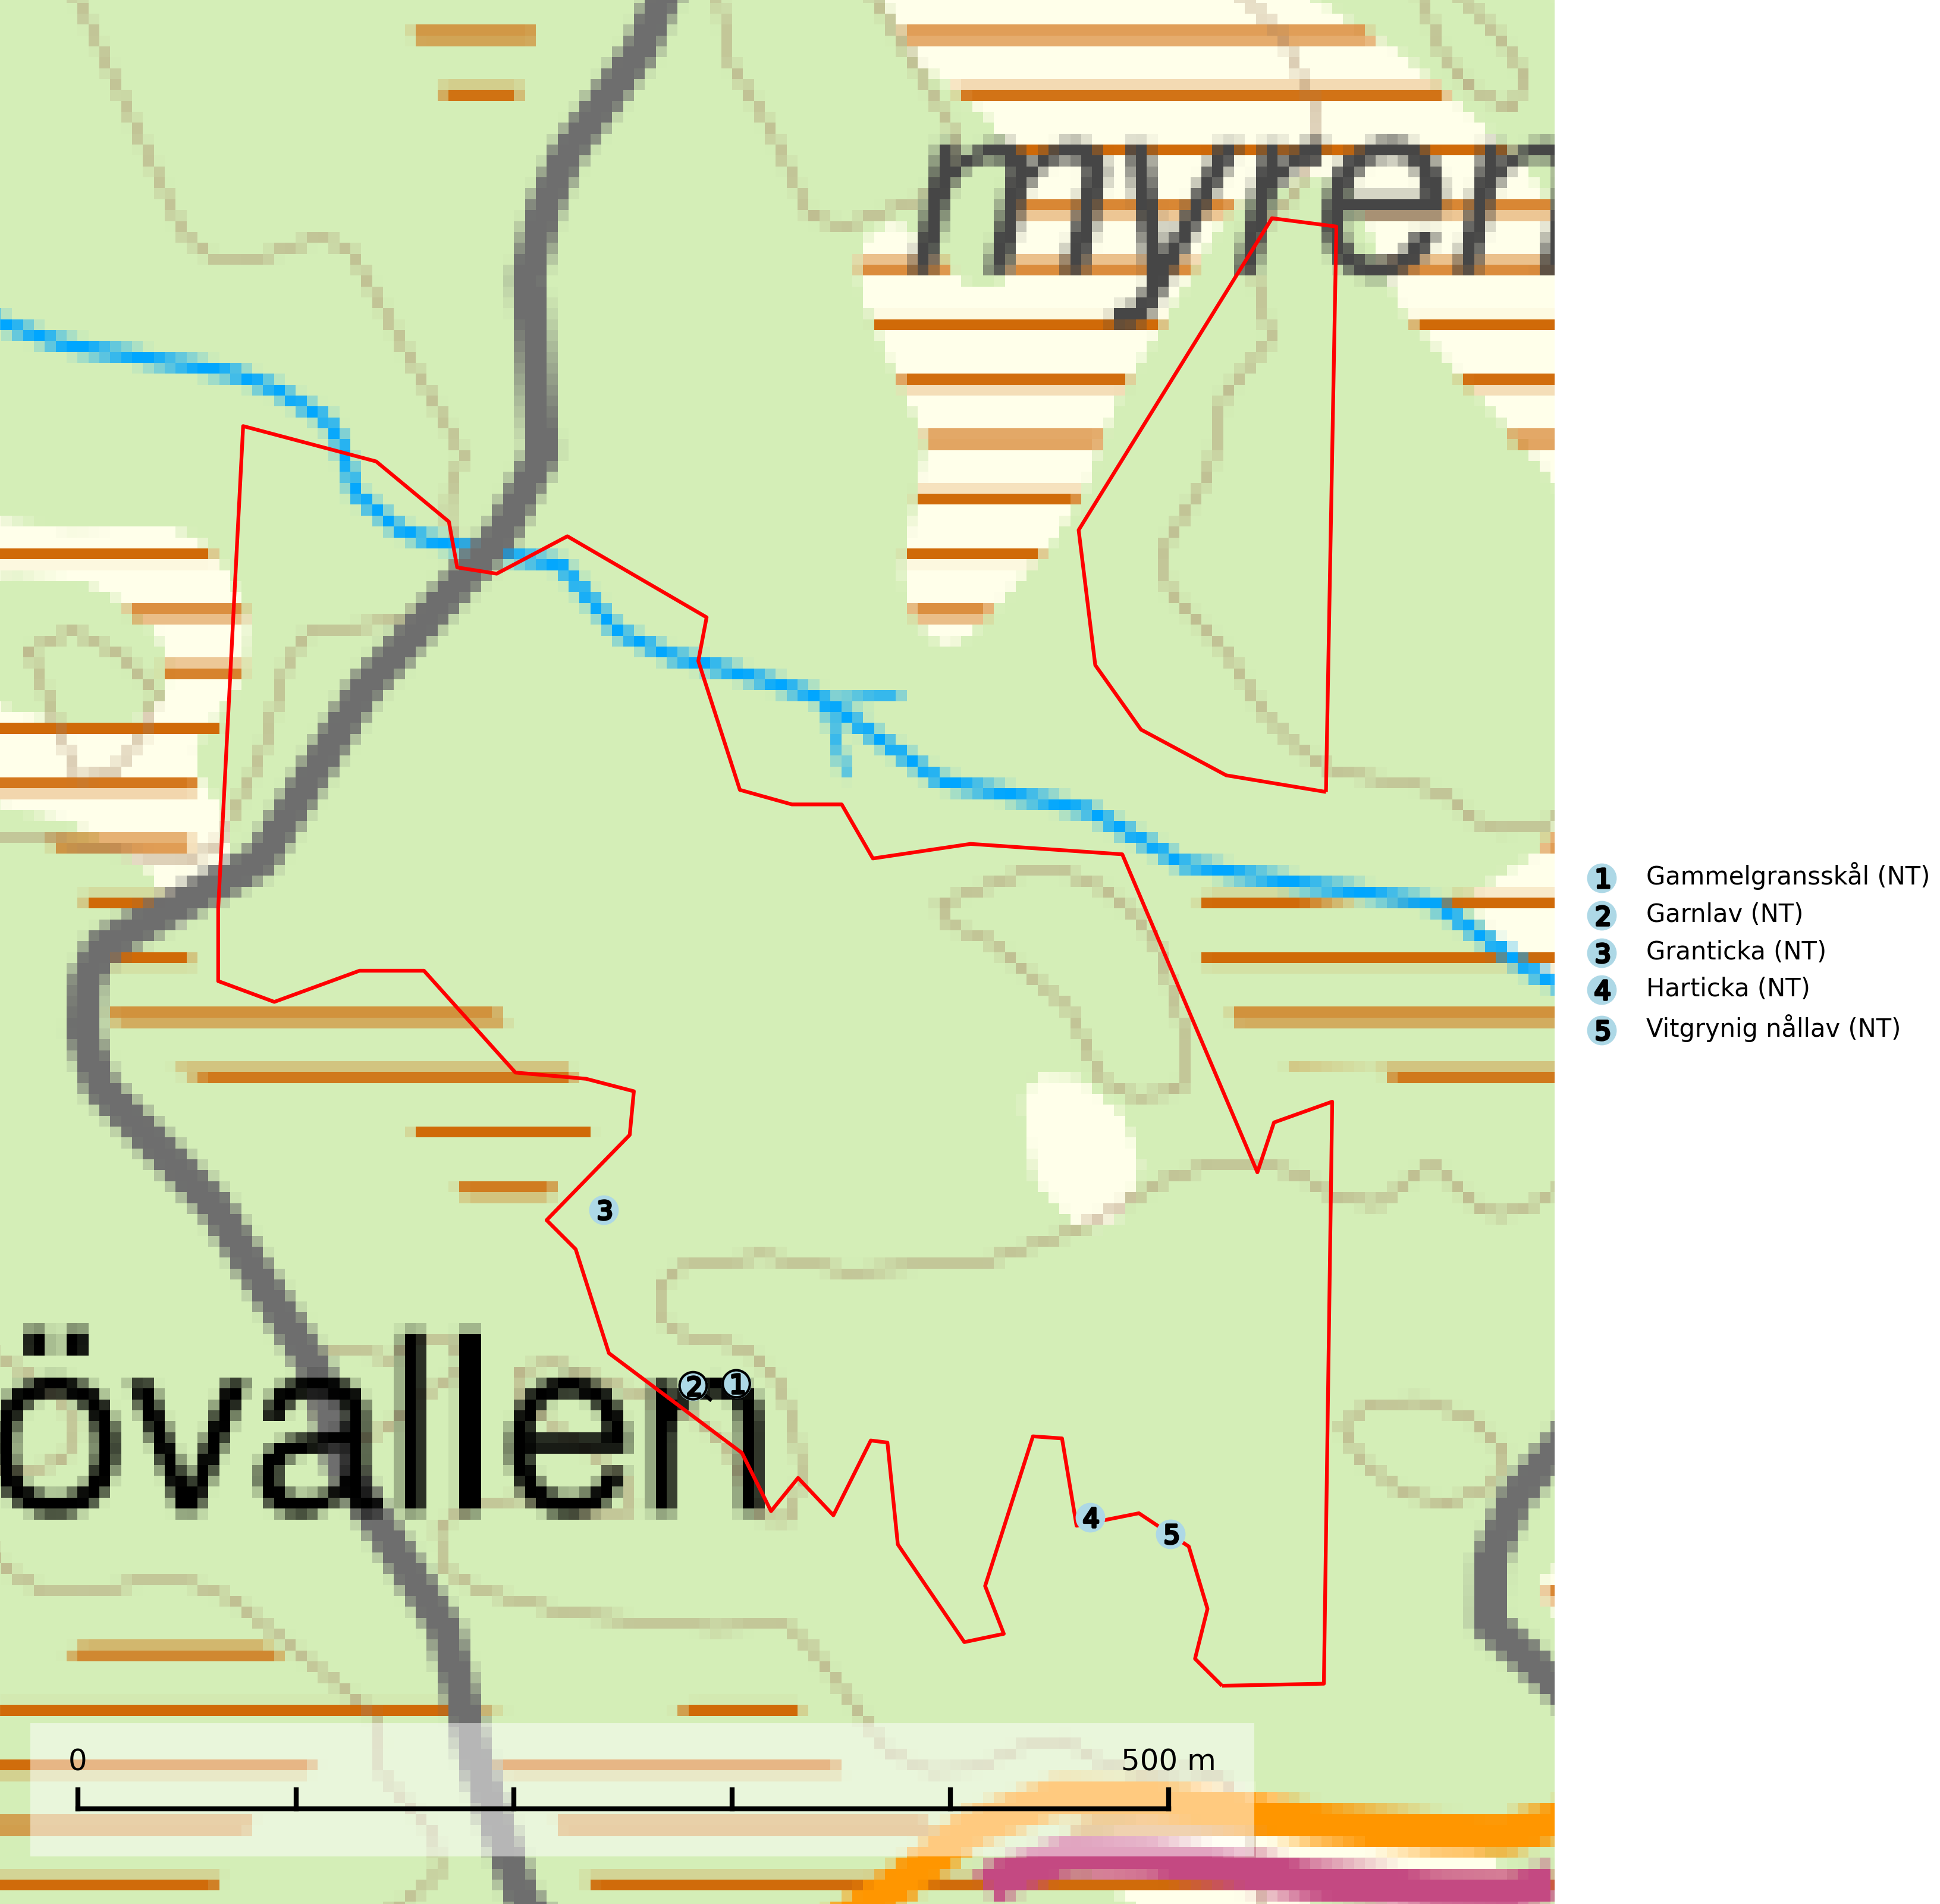 myren
övallen
1 Gammelgransskål (NT)
2 Garnlav (NT)
3 Granticka (NT)
4 Harticka (NT)
5 Vitgrynig nållav (NT)
3
2 1
4
5
0 500 m